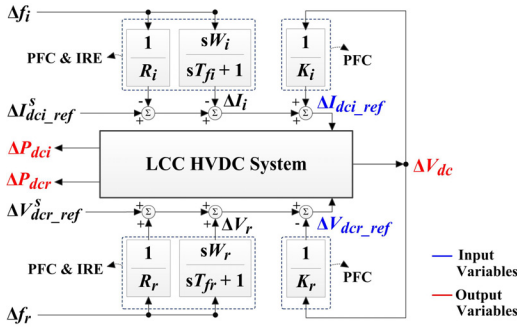 Δf_i
PFC & IRE
1 / R_i
sW_i / sT_fi + 1
1 / K_i
PFC
- - +
ΔI_i
ΔI^s_dci_ref
Σ Σ Σ
+ + +
ΔI_dci_ref
ΔP_dci
LCC HVDC System
ΔV_dc
ΔP_dcr
ΔV^s_dcr_ref
+ + +
Σ Σ Σ
+ + -
ΔV_r
ΔV_dcr_ref
PFC & IRE
1 / R_r
sW_r / sT_fr + 1
1 / K_r
PFC
Δf_r
Input
Variables
Output
Variables